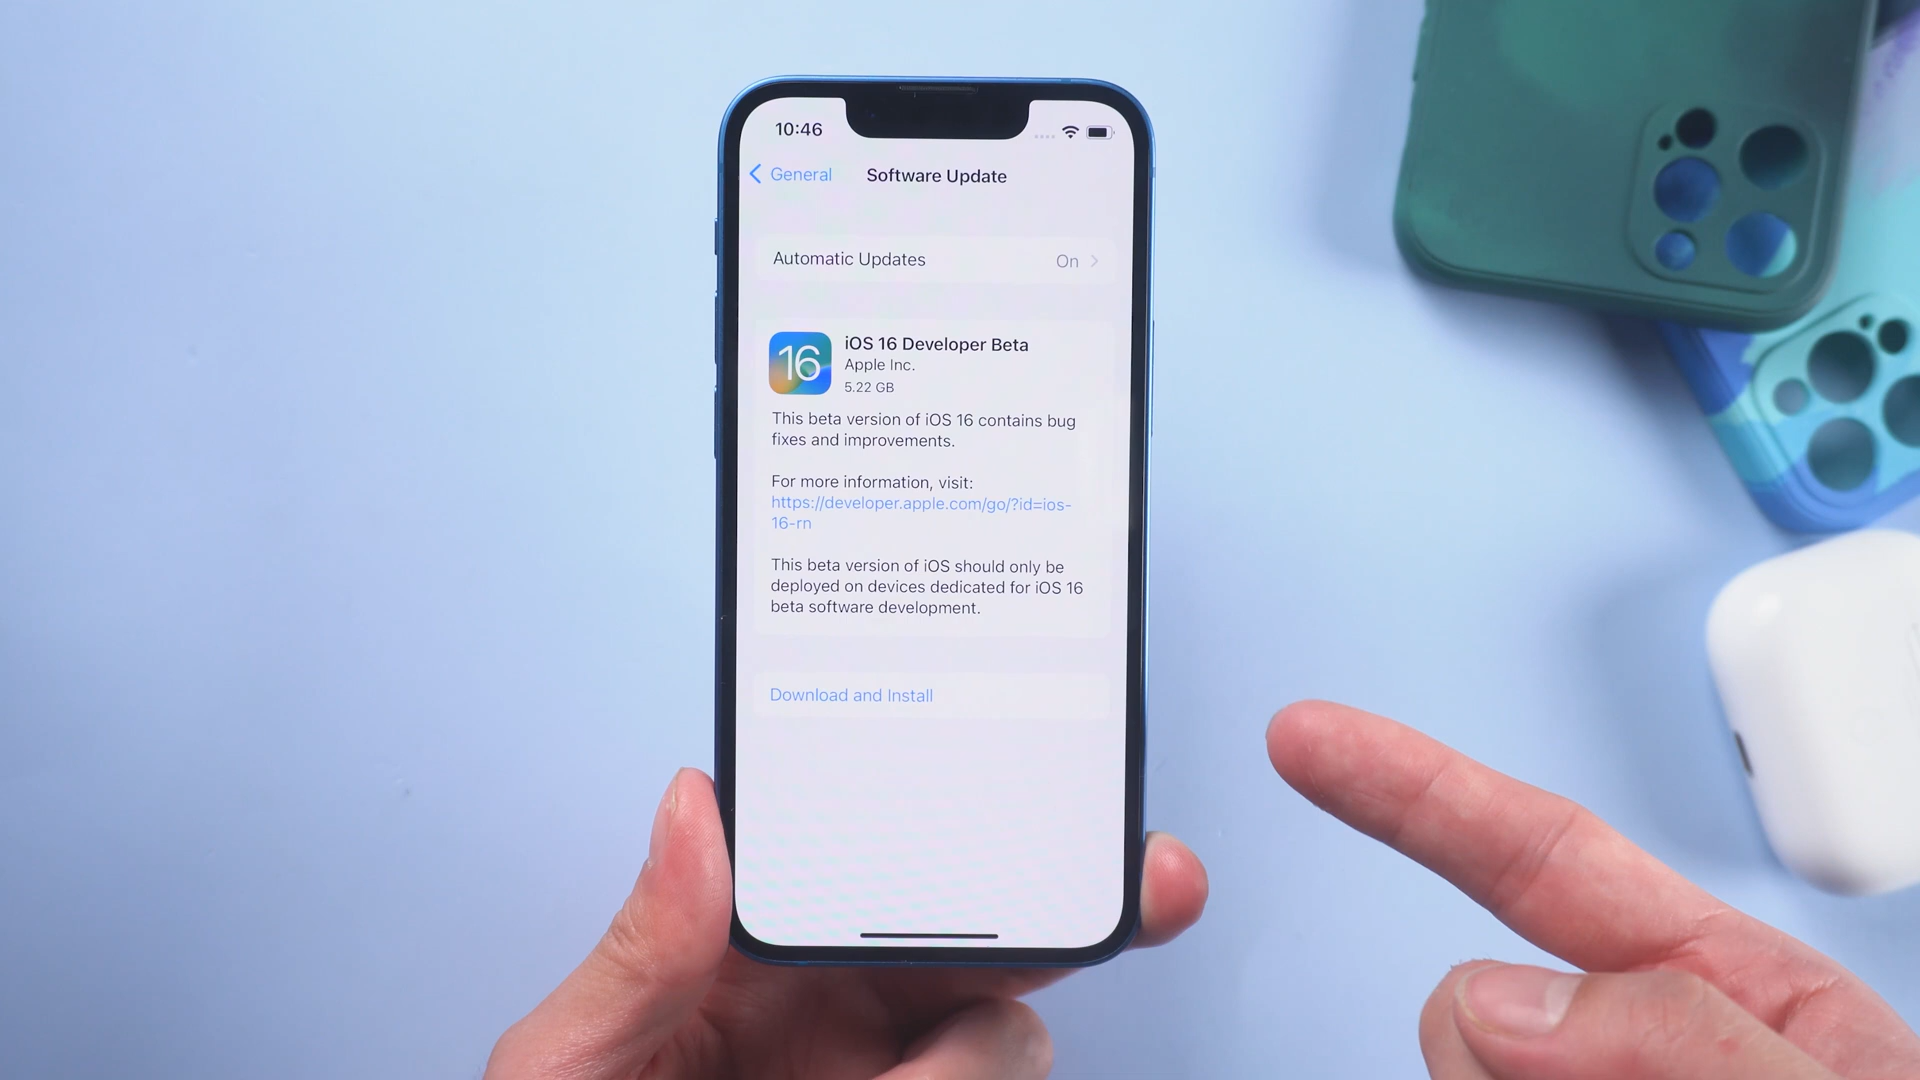 10:46
General
Software Update
Automatic Updates
On
16
iOS 16 Developer Beta
Apple Inc.
5.22 GB
This beta version of iOS 16 contains bug
fixes and improvements.
For more information, visit:
https://developer.apple.com/go/?id=ios-
16-rn
This beta version of iOS should only be
deployed on devices dedicated for iOS 16
beta software development.
Download and Install